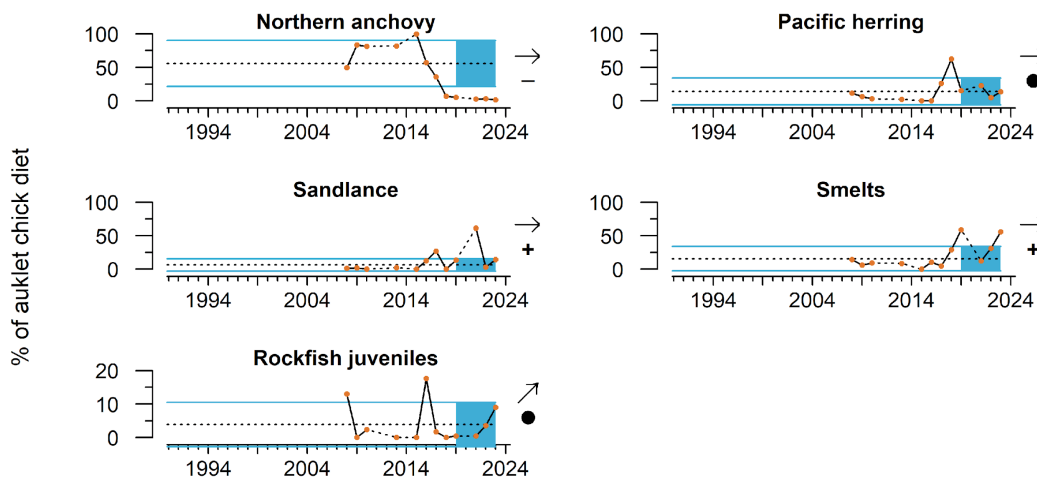 % of auklet chick diet
Northern anchovy
100
50
0
1994 2004 2014 2024
–
Pacific herring
100
50
0
1994 2004 2014 2024
Sandlance
100
50
0
1994 2004 2014 2024
+
Smelts
100
50
0
1994 2004 2014 2024
+
Rockfish juveniles
20
10
0
1994 2004 2014 2024